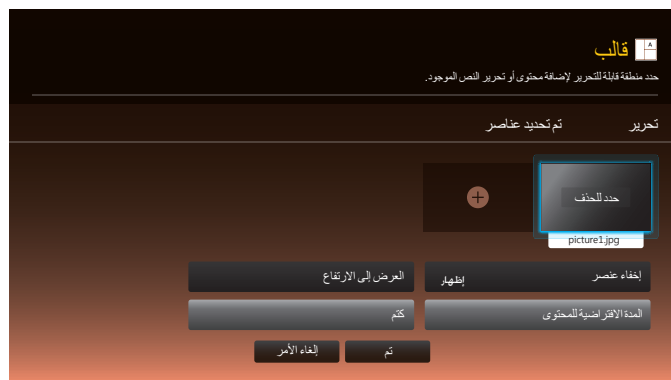 قالب
حدد منطقة قابلة للتحرير لإضافة محتوى أو تحرير النص الموجود.
تحرير تم تحديد عناصر
حدد للحذف
picture1.jpg
إخفاء عنصر إظهار العرض إلى الارتفاع
المدة الافتراضية للمحتوى كتم
تم إلغاء الأمر